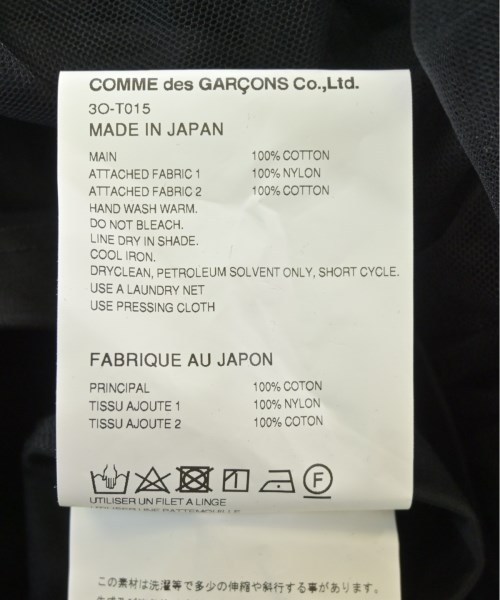 COMME des GARÇONS Co.,Ltd.
3O-T015
MADE IN JAPAN
MAIN 100% COTTON
ATTACHED FABRIC 1 100% NYLON
ATTACHED FABRIC 2 100% COTTON
HAND WASH WARM.
DO NOT BLEACH.
LINE DRY IN SHADE.
COOL IRON.
DRYCLEAN, PETROLEUM SOLVENT ONLY, SHORT CYCLE.
USE A LAUNDRY NET
USE PRESSING CLOTH
FABRIQUE AU JAPON
PRINCIPAL 100% COTON
TISSU AJOUTE 1 100% NYLON
TISSU AJOUTE 2 100% COTON
F
UTILISER UN FILET A LINGE
UTILISER UNE PATTEMOUILLE
この素材は洗濯等で多少の伸縮や斜行する事があります。